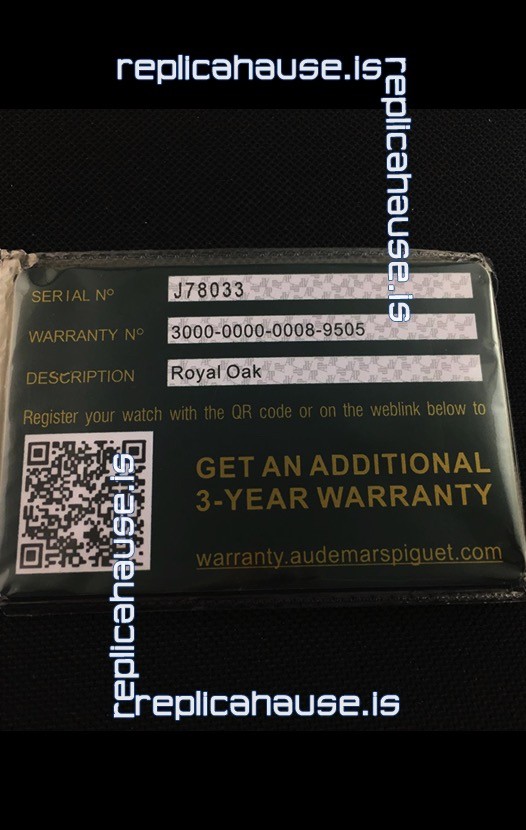 replicahause.is
replicahause.is
SERIAL Nº
J78033
WARRANTY Nº
3000-0000-0008-9505
DESCRIPTION
Royal Oak
Register your watch with the QR code or on the weblink below to
GET AN ADDITIONAL
3-YEAR WARRANTY
warranty.audemarspiguet.com
replicahause.is
replicahause.is